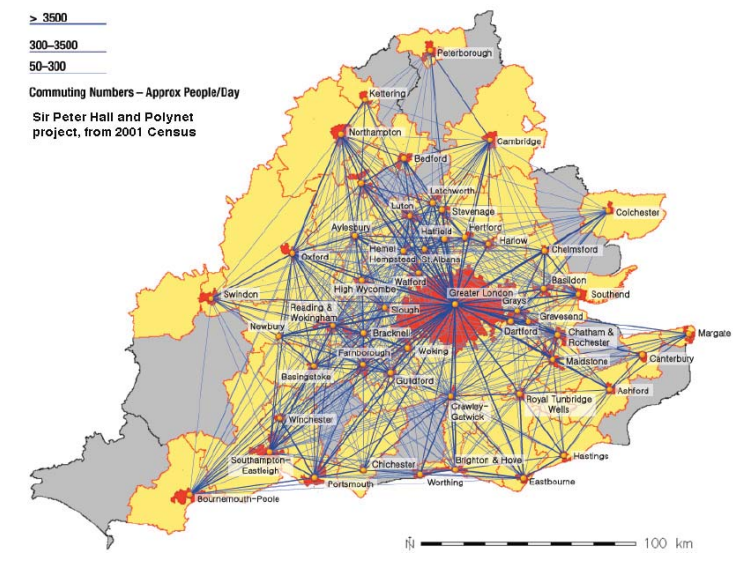 > 3500
300–3500
50–300
Commuting Numbers – Approx People/Day
Sir Peter Hall and Polynet
project, from 2001 Census
Peterborough
Kettering
Northampton
Cambridge
Bedford
Letchworth
Luton
Stevenage
Colchester
Aylesbury
Hatfield
Hertford
Harlow
Hemel
Hempstead
St.Albans
Chelmsford
Oxford
Watford
High Wycombe
Basildon
Greater London
Southend
Swindon
Grays
Slough
Reading &
Wokingham
Gravesend
Newbury
Bracknell
Dartford
Chatham &
Rochester
Margate
Farnborough
Woking
Maidstone
Canterbury
Basingstoke
Guildford
Ashford
Crawley-
Gatwick
Royal Tunbridge
Wells
Winchester
Southampton–
Eastleigh
Chichester
Brighton & Hove
Hastings
Portsmouth
Worthing
Eastbourne
Bournemouth-Poole
N
100 km